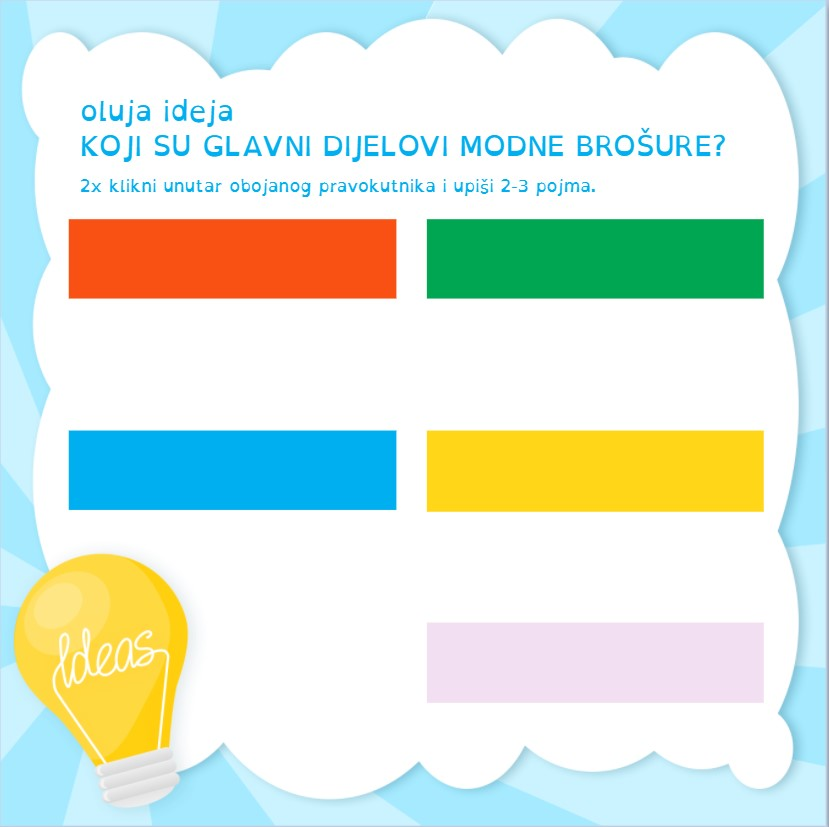 oluja ideja
KOJI SU GLAVNI DIJELOVI MODNE BROŠURE?
2x klikni unutar obojanog pravokutnika i upiši 2-3 pojma.
Ideas